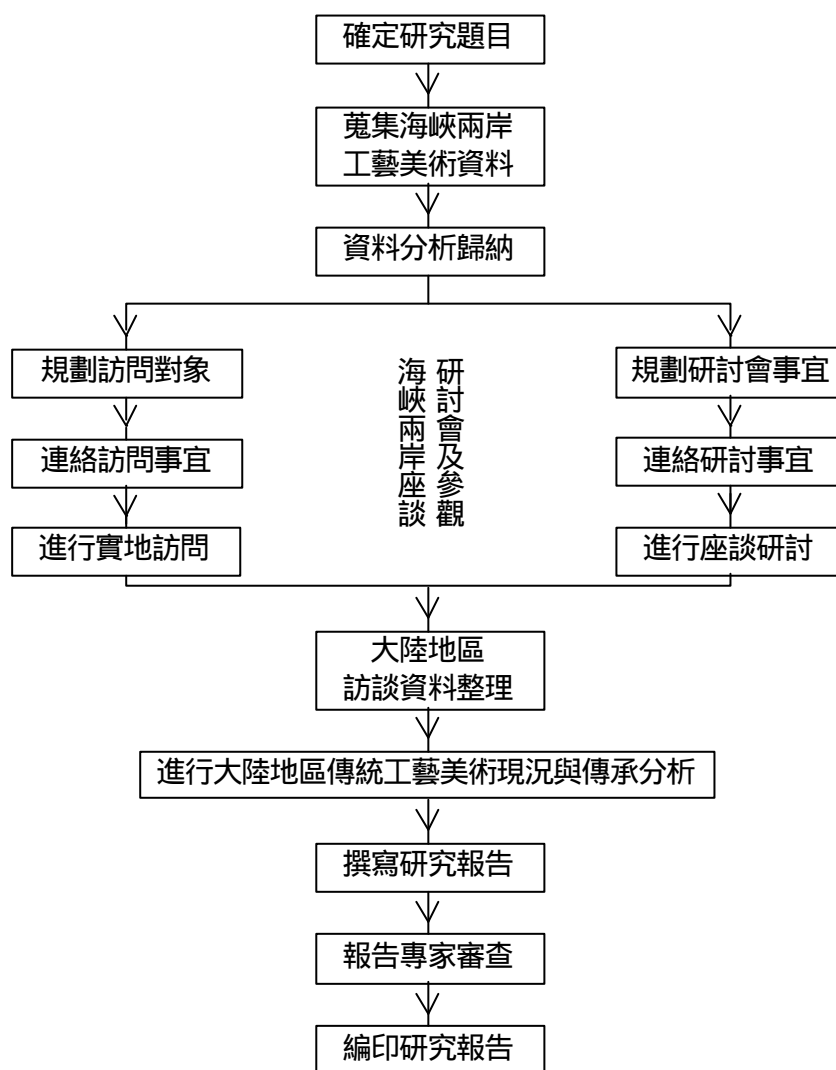 確定研究題目
蒐集海峽兩岸
工藝美術資料
資料分析歸納
規劃訪問對象
連絡訪問事宜
進行實地訪問
研討會及參觀
海峽兩岸座談
規劃研討會事宜
連絡研討事宜
進行座談研討
大陸地區
訪談資料整理
進行大陸地區傳統工藝美術現況與傳承分析
撰寫研究報告
報告專家審查
編印研究報告